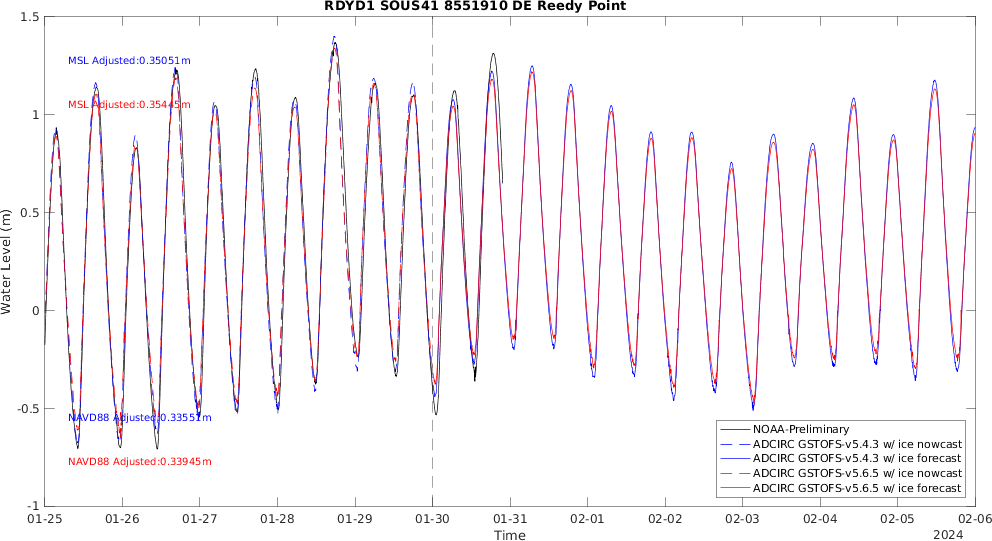 RDYD1 SOUS41 8551910 DE Reedy Point
Water Level (m)
1.5
1
0.5
0
-0.5
-1
MSL Adjusted:0.35051m
MSL Adjusted:0.35445m
NAVD88 Adjusted:0.33551m
NAVD88 Adjusted:0.33945m
NOAA-Preliminary
ADCIRC GSTOFS-v5.4.3 w/ ice nowcast
ADCIRC GSTOFS-v5.4.3 w/ ice forecast
ADCIRC GSTOFS-v5.6.5 w/ ice nowcast
ADCIRC GSTOFS-v5.6.5 w/ ice forecast
01-25 01-26 01-27 01-28 01-29 01-30 01-31 02-01 02-02 02-03 02-04 02-05 02-06
Time
2024